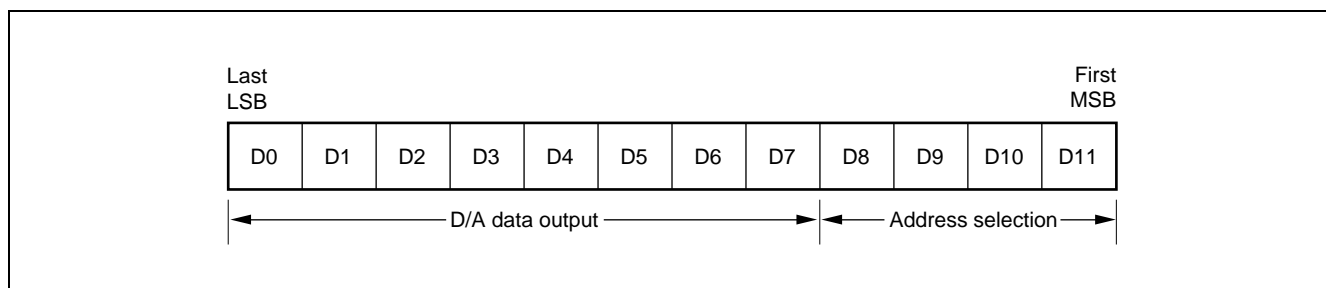 Last
LSB
First
MSB
D0 D1 D2 D3 D4 D5 D6 D7 D8 D9 D10 D11
D/A data output
Address selection